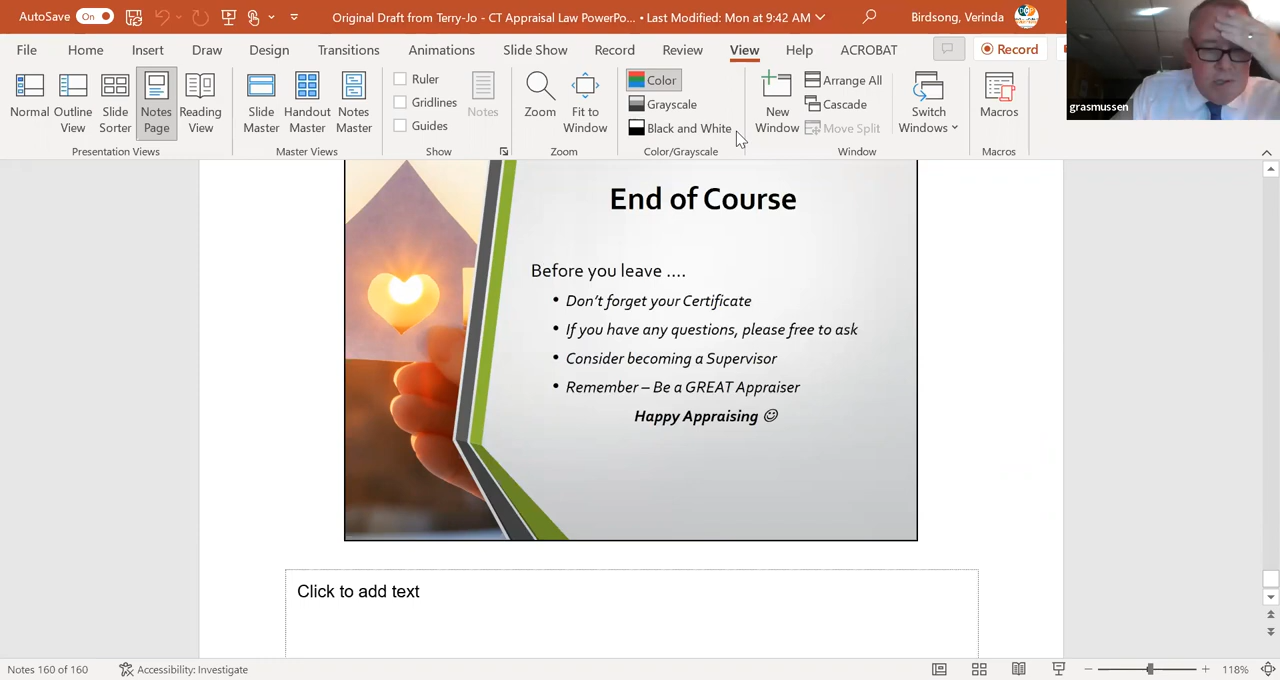 AutoSave On Original Draft from Terry-Jo - CT Appraisal Law PowerPo... • Last Modified: Mon at 9:42 AM Birdsong, Verinda
File Home Insert Draw Design Slide Show Transitions Animations Slide Show Record Review View Help ACROBAT Record
Normal Outline View Slide Sorter Notes Page Reading View
Presentation Views
Slide Master Handout Master Notes Master
Master Views
Ruler
Gridlines
Guides
Notes
Show
Zoom Fit to Window
Zoom
Color
Grayscale
Black and White
Color/Grayscale
New Window
Arrange All
Cascade
Move Split
Switch Windows
Window
Macros
Macros
grasmussen
End of Course
Before you leave ....
• Don't forget your Certificate
• If you have any questions, please free to ask
• Consider becoming a Supervisor
• Remember – Be a GREAT Appraiser
Happy Appraising ☺
Click to add text
Notes 160 of 160 Accessibility: Investigate 118%